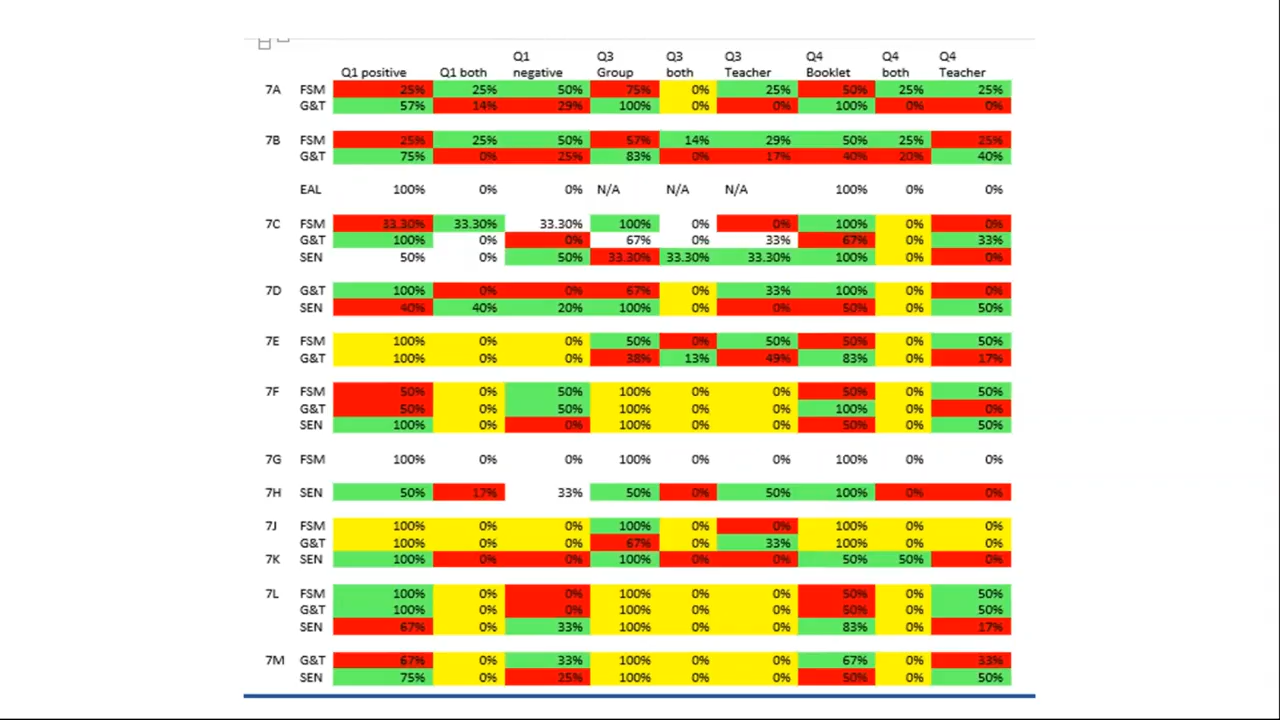 Q1 positive Q1 both Q1 negative Q3 Group Q3 both Q3 Teacher Q4 Booklet Q4 both Q4 Teacher
7A FSM 25% 25% 50% 75% 0% 25% 50% 25% 25%
G&T 57% 14% 29% 100% 0% 0% 100% 0% 0%
7B FSM 25% 25% 50% 57% 14% 29% 50% 25% 25%
G&T 75% 0% 25% 83% 0% 17% 40% 20% 40%
EAL 100% 0% 0% N/A N/A N/A 100% 0% 0%
7C FSM 33.30% 33.30% 33.30% 100% 0% 0% 100% 0% 0%
G&T 100% 0% 0% 67% 0% 33% 67% 0% 33%
SEN 50% 0% 50% 33.30% 33.30% 33.30% 100% 0% 0%
7D G&T 100% 0% 0% 67% 0% 33% 100% 0% 0%
SEN 40% 40% 20% 100% 0% 0% 50% 0% 50%
7E FSM 100% 0% 0% 50% 0% 50% 50% 0% 50%
G&T 100% 0% 0% 38% 13% 49% 83% 0% 17%
7F FSM 50% 0% 50% 100% 0% 0% 50% 0% 50%
G&T 50% 0% 50% 100% 0% 0% 100% 0% 0%
SEN 100% 0% 0% 100% 0% 0% 50% 0% 50%
7G FSM 100% 0% 0% 100% 0% 0% 100% 0% 0%
7H SEN 50% 17% 33% 50% 0% 50% 100% 0% 0%
7J FSM 100% 0% 0% 100% 0% 0% 100% 0% 0%
G&T 100% 0% 0% 67% 0% 33% 100% 0% 0%
7K SEN 100% 0% 0% 100% 0% 0% 50% 50% 0%
7L FSM 100% 0% 0% 100% 0% 0% 50% 0% 50%
G&T 100% 0% 0% 100% 0% 0% 50% 0% 50%
SEN 67% 0% 33% 100% 0% 0% 83% 0% 17%
7M G&T 67% 0% 33% 100% 0% 0% 67% 0% 33%
SEN 75% 0% 25% 100% 0% 0% 50% 0% 50%